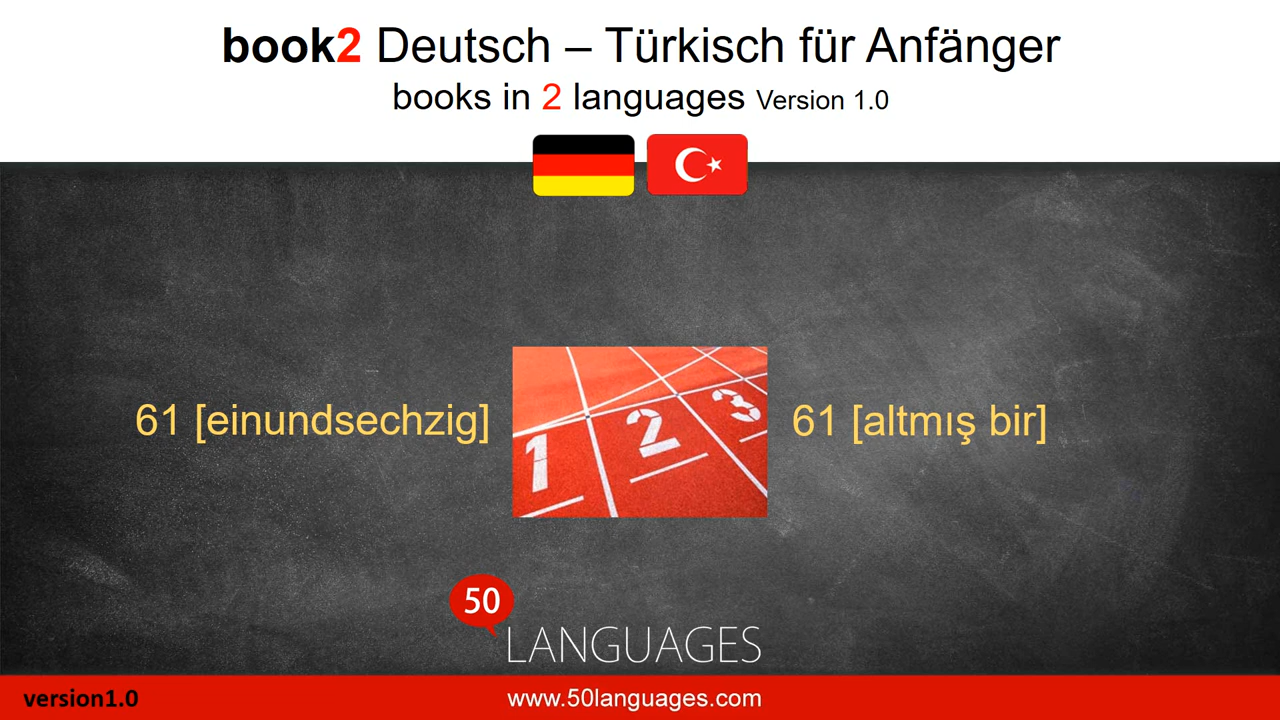 book2 Deutsch – Türkisch für Anfänger
books in 2 languages Version 1.0
61 [einundsechzig]
1 2 3
61 [altmış bir]
50
LANGUAGES
version1.0
www.50languages.com